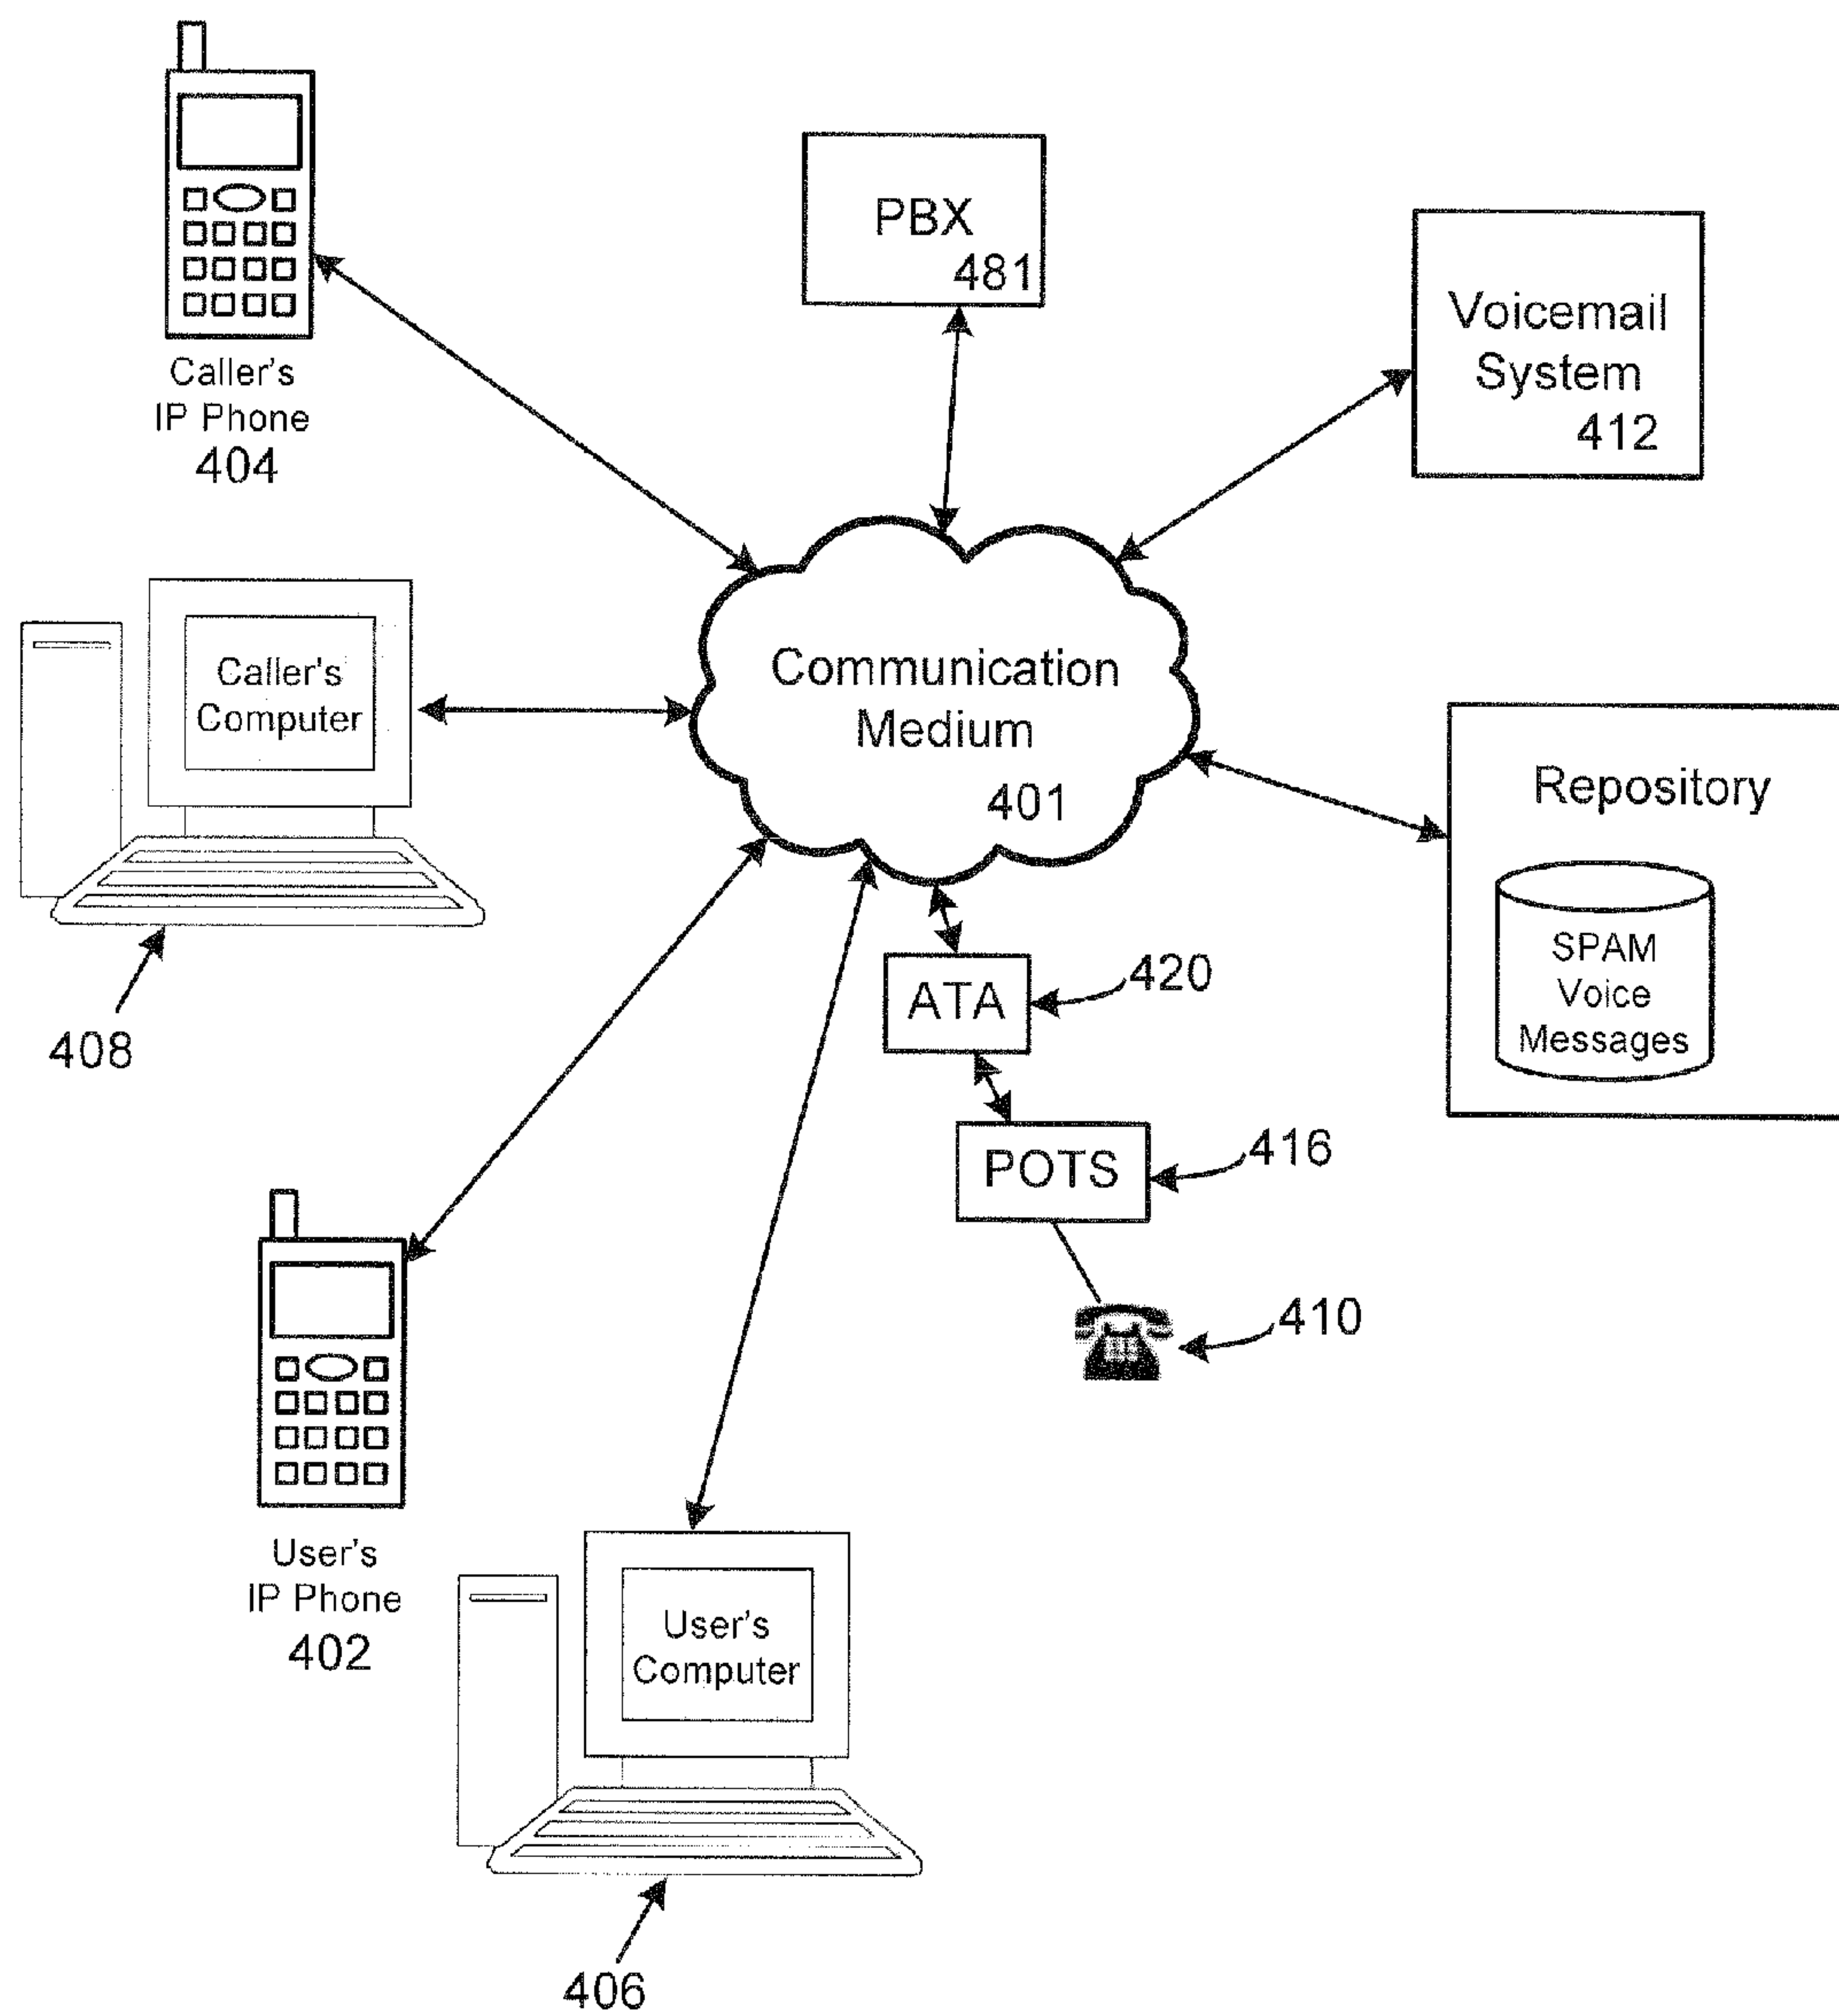 PBX
481
Voicemail
System
412
Caller's
IP Phone
404
Caller's
Computer
408
Communication
Medium
401
Repository
SPAM
Voice
Messages
ATA
420
POTS
416
410
User's
IP Phone
402
User's
Computer
406